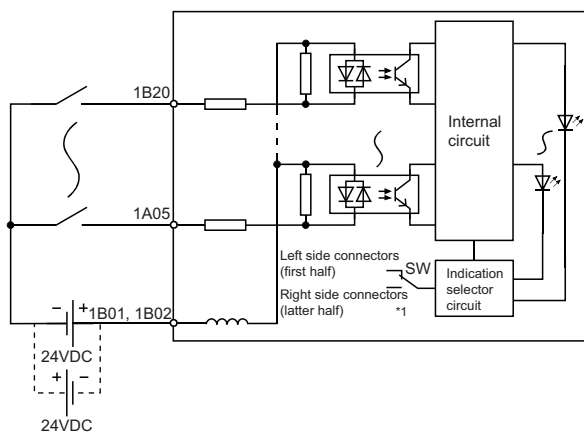 1B20
Internal
circuit
1A05
Left side connectors
(first half)
SW
Right side connectors
(latter half)
*1
Indication
selector
circuit
− +
1B01, 1B02
24VDC
+ −
24VDC